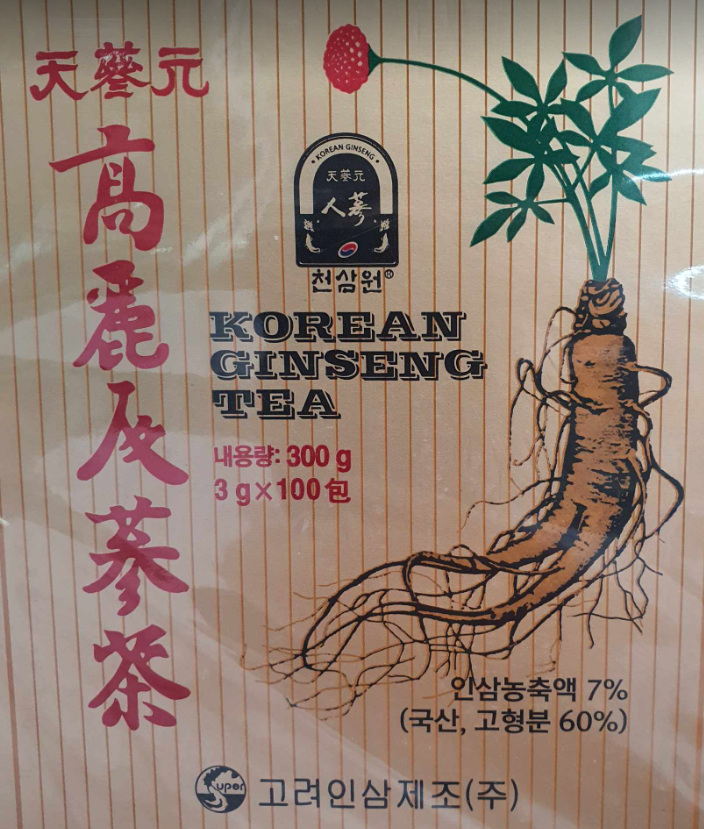 天蔘元
高麗人蔘茶
KOREAN GINSENG
天蔘元
人蔘
천삼원®
KOREAN
GINSENG
TEA
내용량: 300 g
3 g×100包
인삼농축액 7%
(국산, 고형분 60%)
Super
고려인삼제조(주)